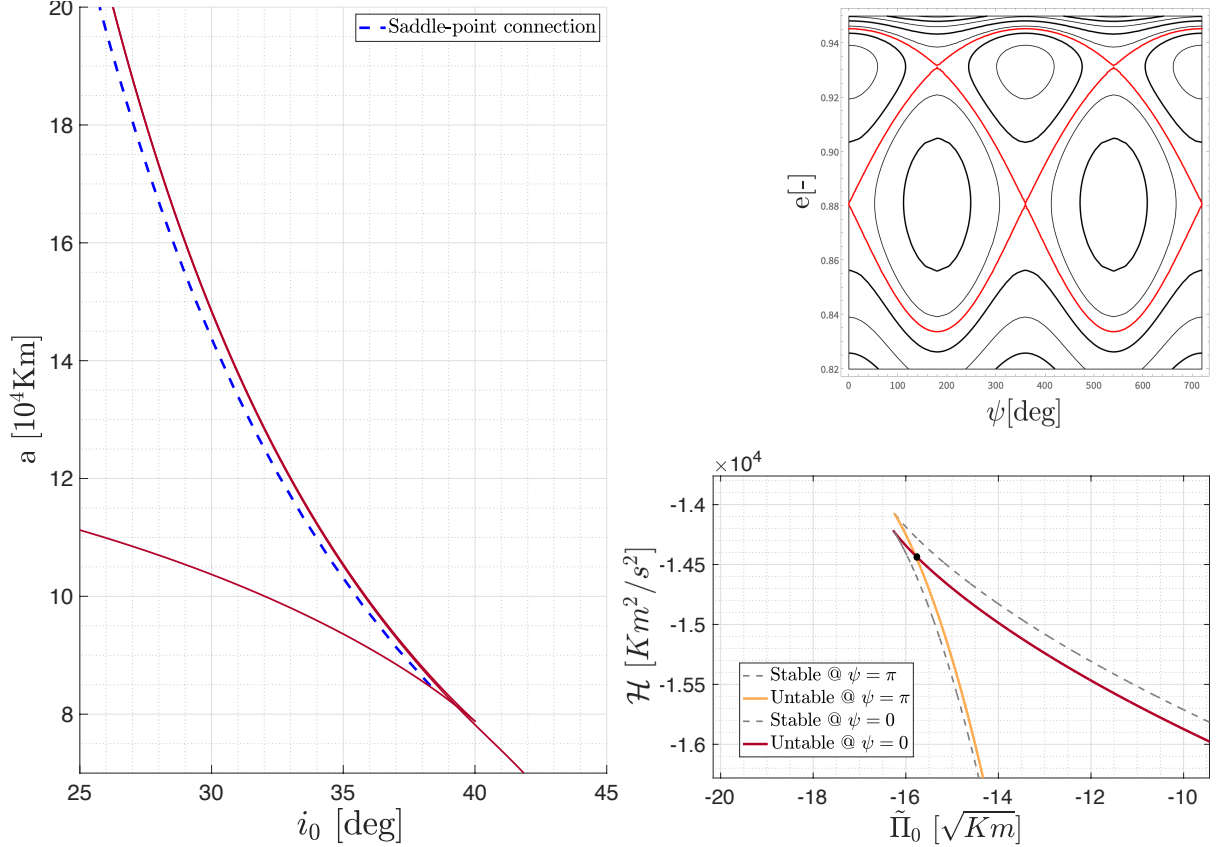 20
18
16
14
12
10
8
25 30 35 40 45
a [10⁴Km]
i₀ [deg]
Saddle-point connection
0.94
0.92
0.90
0.88
0.86
0.84
0.82
0 100 200 300 400 500 600 700
e[-]
ψ[deg]
×10⁴
-1.4
-1.45
-1.5
-1.55
-1.6
-20 -18 -16 -14 -12 -10
ℋ [Km²/s²]
Π̃₀ [√Km]
Stable @ ψ = π
Untable @ ψ = π
Stable @ ψ = 0
Untable @ ψ = 0